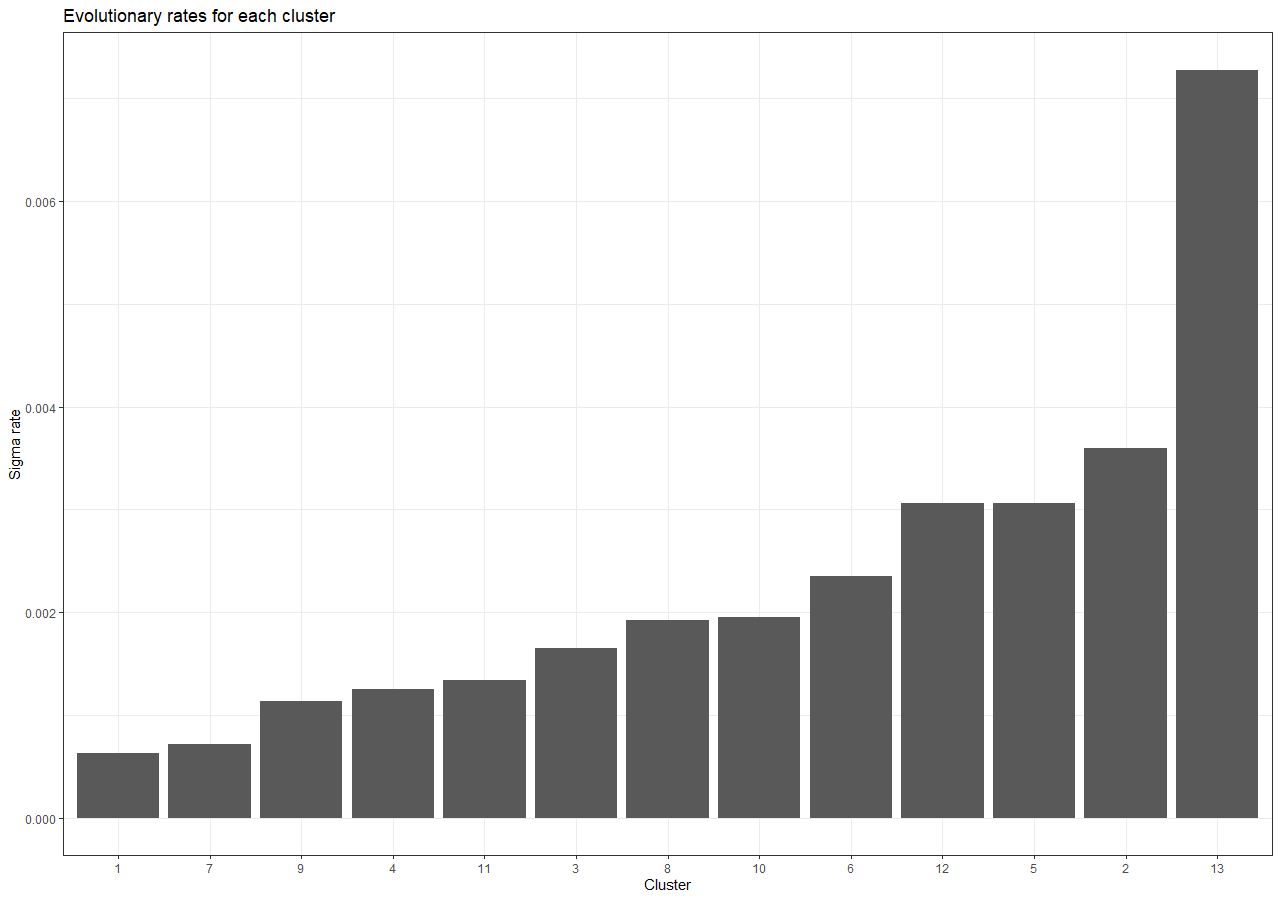 Evolutionary rates for each cluster
Sigma rate
0.006
0.004
0.002
0.000
1 7 9 4 11 3 8 10 6 12 5 2 13
Cluster